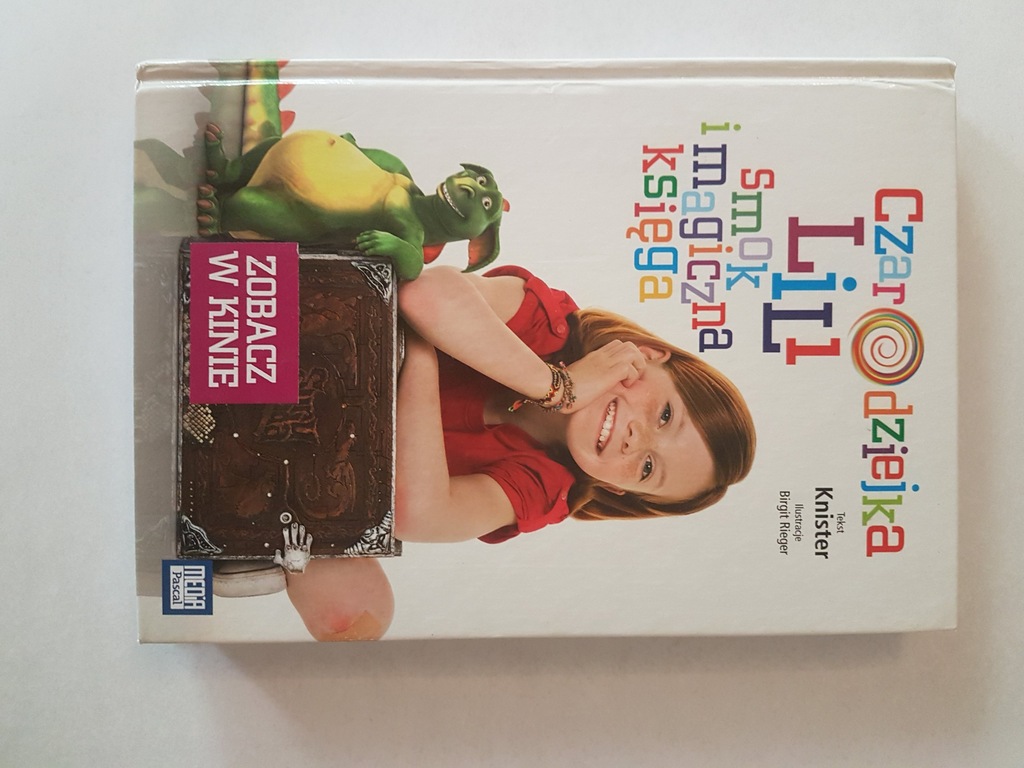 Czarodziejka
LiLi
smok
i magiczna
księga
Tekst
Knister
Ilustracje
Birgit Rieger
ZOBACZ
W KINIE
MEDIA
Pascal